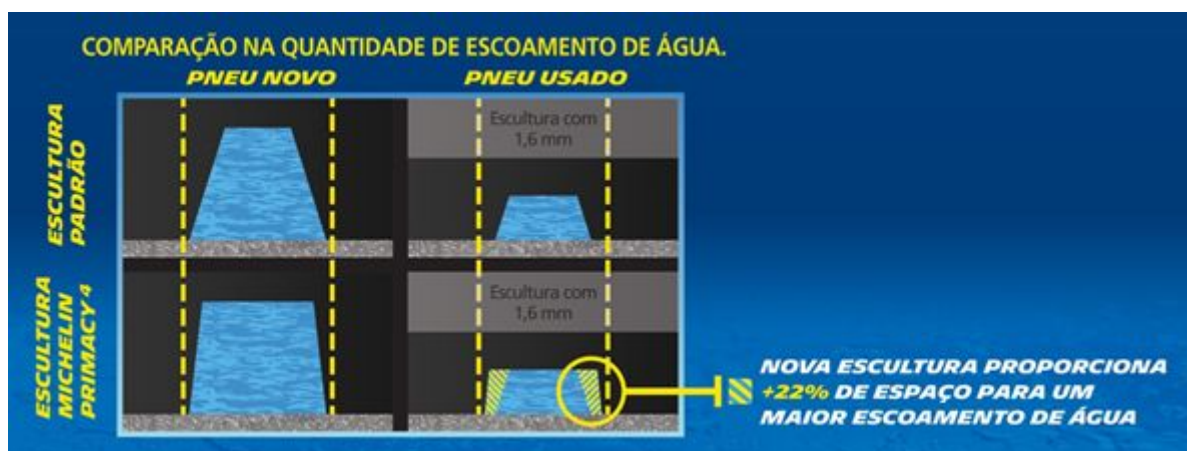 COMPARAÇÃO NA QUANTIDADE DE ESCOAMENTO DE ÁGUA.
PNEU NOVO
PNEU USADO
ESCULTURA
PADRÃO
Escultura com
1,6 mm
ESCULTURA
MICHELIN
PRIMACY 4
Escultura com
1,6 mm
NOVA ESCULTURA PROPORCIONA
+22% DE ESPAÇO PARA UM
MAIOR ESCOAMENTO DE ÁGUA